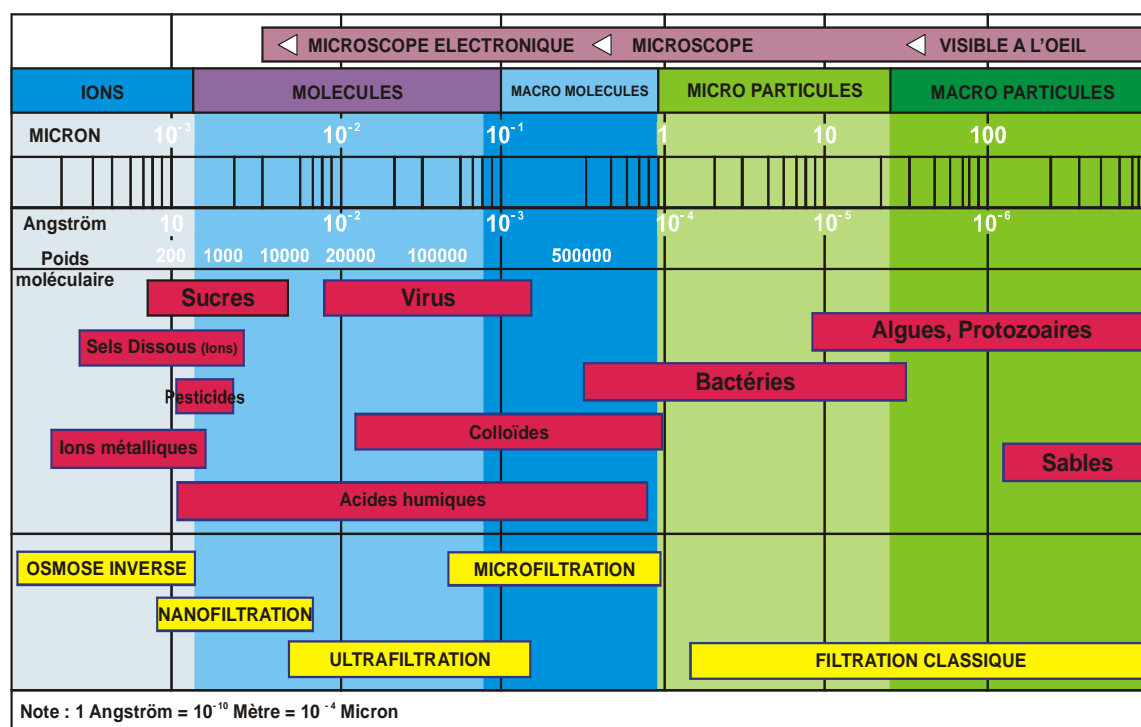 MICROSCOPE ELECTRONIQUE MICROSCOPE VISIBLE A L'OEIL
IONS MOLECULES MACRO MOLECULES MICRO PARTICULES MACRO PARTICULES
MICRON 10⁻³ 10⁻² 10⁻¹ 1 10 100
Angström 10 10⁻² 10⁻³ 10⁻⁴ 10⁻⁵ 10⁻⁶
Poids moléculaire 200 1000 10000 20000 100000 500000
Sucres Virus
Algues, Protozoaires
Sels Dissous (Ions)
Bactéries
Pesticides
Colloïdes
Ions métalliques
Sables
Acides humiques
OSMOSE INVERSE MICROFILTRATION
NANOFILTRATION
ULTRAFILTRATION FILTRATION CLASSIQUE
Note : 1 Angström = 10⁻¹⁰ Mètre = 10⁻⁴ Micron